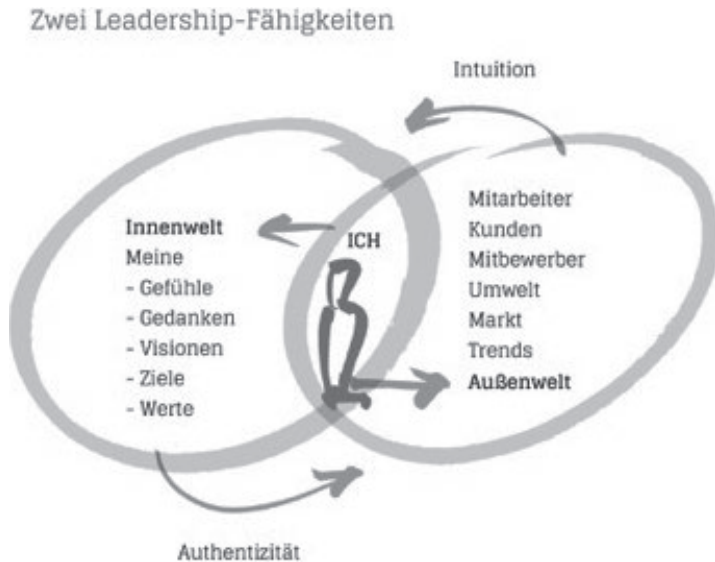 Zwei Leadership-Fähigkeiten
Intuition
Innenwelt
Meine
- Gefühle
- Gedanken
- Visionen
- Ziele
- Werte
ICH
Mitarbeiter
Kunden
Mitbewerber
Umwelt
Markt
Trends
Außenwelt
Authentizität